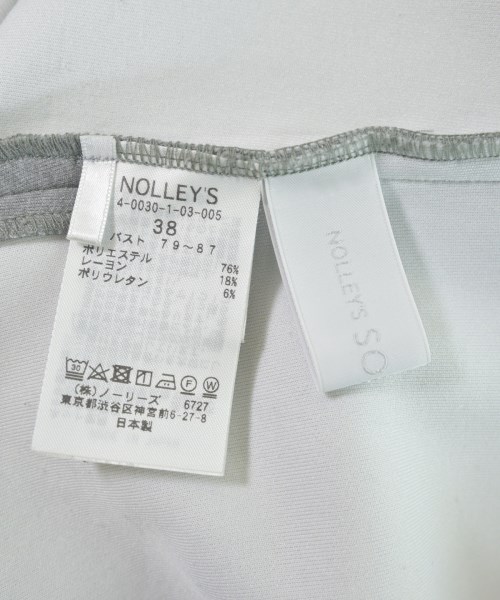 NOLLEY'S
4-0030-1-03-005
38
バスト 79～87
ポリエステル 76%
レーヨン 18%
ポリウレタン 6%
30
F W
(株)ノーリーズ 6727
東京都渋谷区神宮前6-27-8
日本製
NOLLEY'S SO